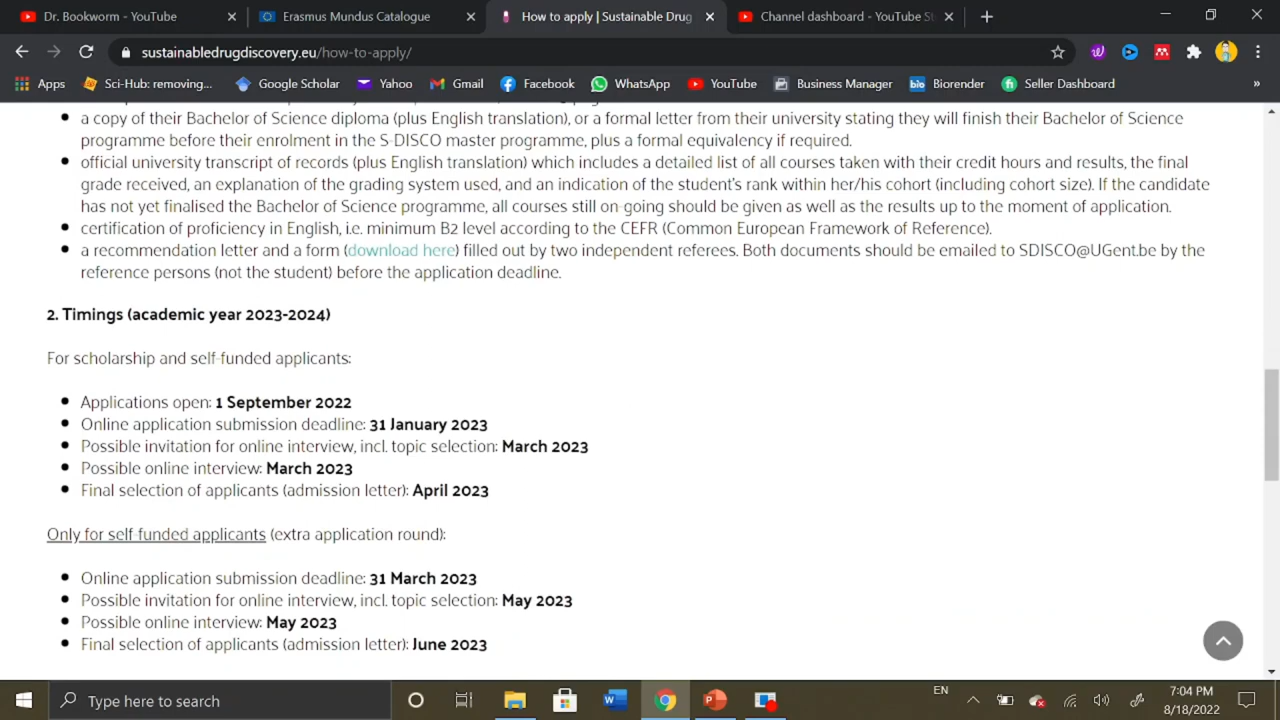 Dr. Bookworm - YouTube
Erasmus Mundus Catalogue
How to apply | Sustainable Drug
Channel dashboard - YouTube St
sustainabledrugdiscovery.eu/how-to-apply/
Apps
Sci-Hub: removing...
Google Scholar
Yahoo
Gmail
Facebook
WhatsApp
YouTube
Business Manager
bio Biorender
fi Seller Dashboard
»
a copy of their Bachelor of Science diploma (plus English translation), or a formal letter from their university stating they will finish their Bachelor of Science
programme before their enrolment in the S-DISCO master programme, plus a formal equivalency if required.
official university transcript of records (plus English translation) which includes a detailed list of all courses taken with their credit hours and results, the final
grade received, an explanation of the grading system used, and an indication of the student's rank within her/his cohort (including cohort size). If the candidate
has not yet finalised the Bachelor of Science programme, all courses still on-going should be given as well as the results up to the moment of application.
certification of proficiency in English, i.e. minimum B2 level according to the CEFR (Common European Framework of Reference).
a recommendation letter and a form (download here) filled out by two independent referees. Both documents should be emailed to SDISCO@UGent.be by the
reference persons (not the student) before the application deadline.
2. Timings (academic year 2023-2024)
For scholarship and self-funded applicants:
Applications open: 1 September 2022
Online application submission deadline: 31 January 2023
Possible invitation for online interview, incl. topic selection: March 2023
Possible online interview: March 2023
Final selection of applicants (admission letter): April 2023
Only for self-funded applicants (extra application round):
Online application submission deadline: 31 March 2023
Possible invitation for online interview, incl. topic selection: May 2023
Possible online interview: May 2023
Final selection of applicants (admission letter): June 2023
Type here to search
EN
7:04 PM
8/18/2022